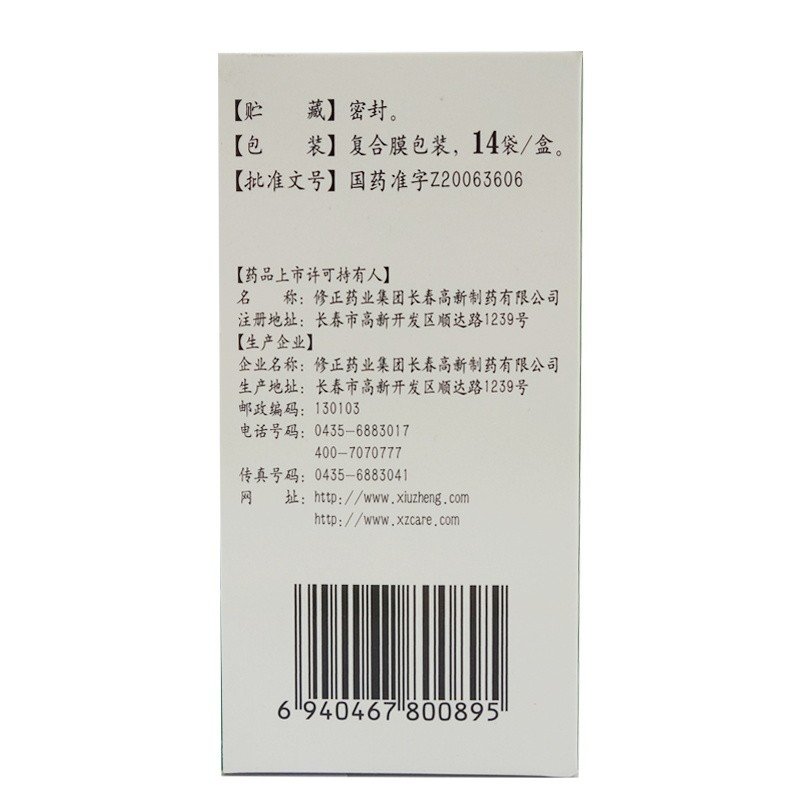 【贮　　藏】密封。
【包　　装】复合膜包装，14袋/盒。
【批准文号】国药准字Z20063606
【药品上市许可持有人】
名　　称：修正药业集团长春高新制药有限公司
注册地址：长春市高新开发区顺达路1239号
【生产企业】
企业名称：修正药业集团长春高新制药有限公司
生产地址：长春市高新开发区顺达路1239号
邮政编码：130103
电话号码：0435-6883017
400-7070777
传真号码：0435-6883041
网　　址：http://www.xiuzheng.com
http://www.xzcare.com
6 940467 800895